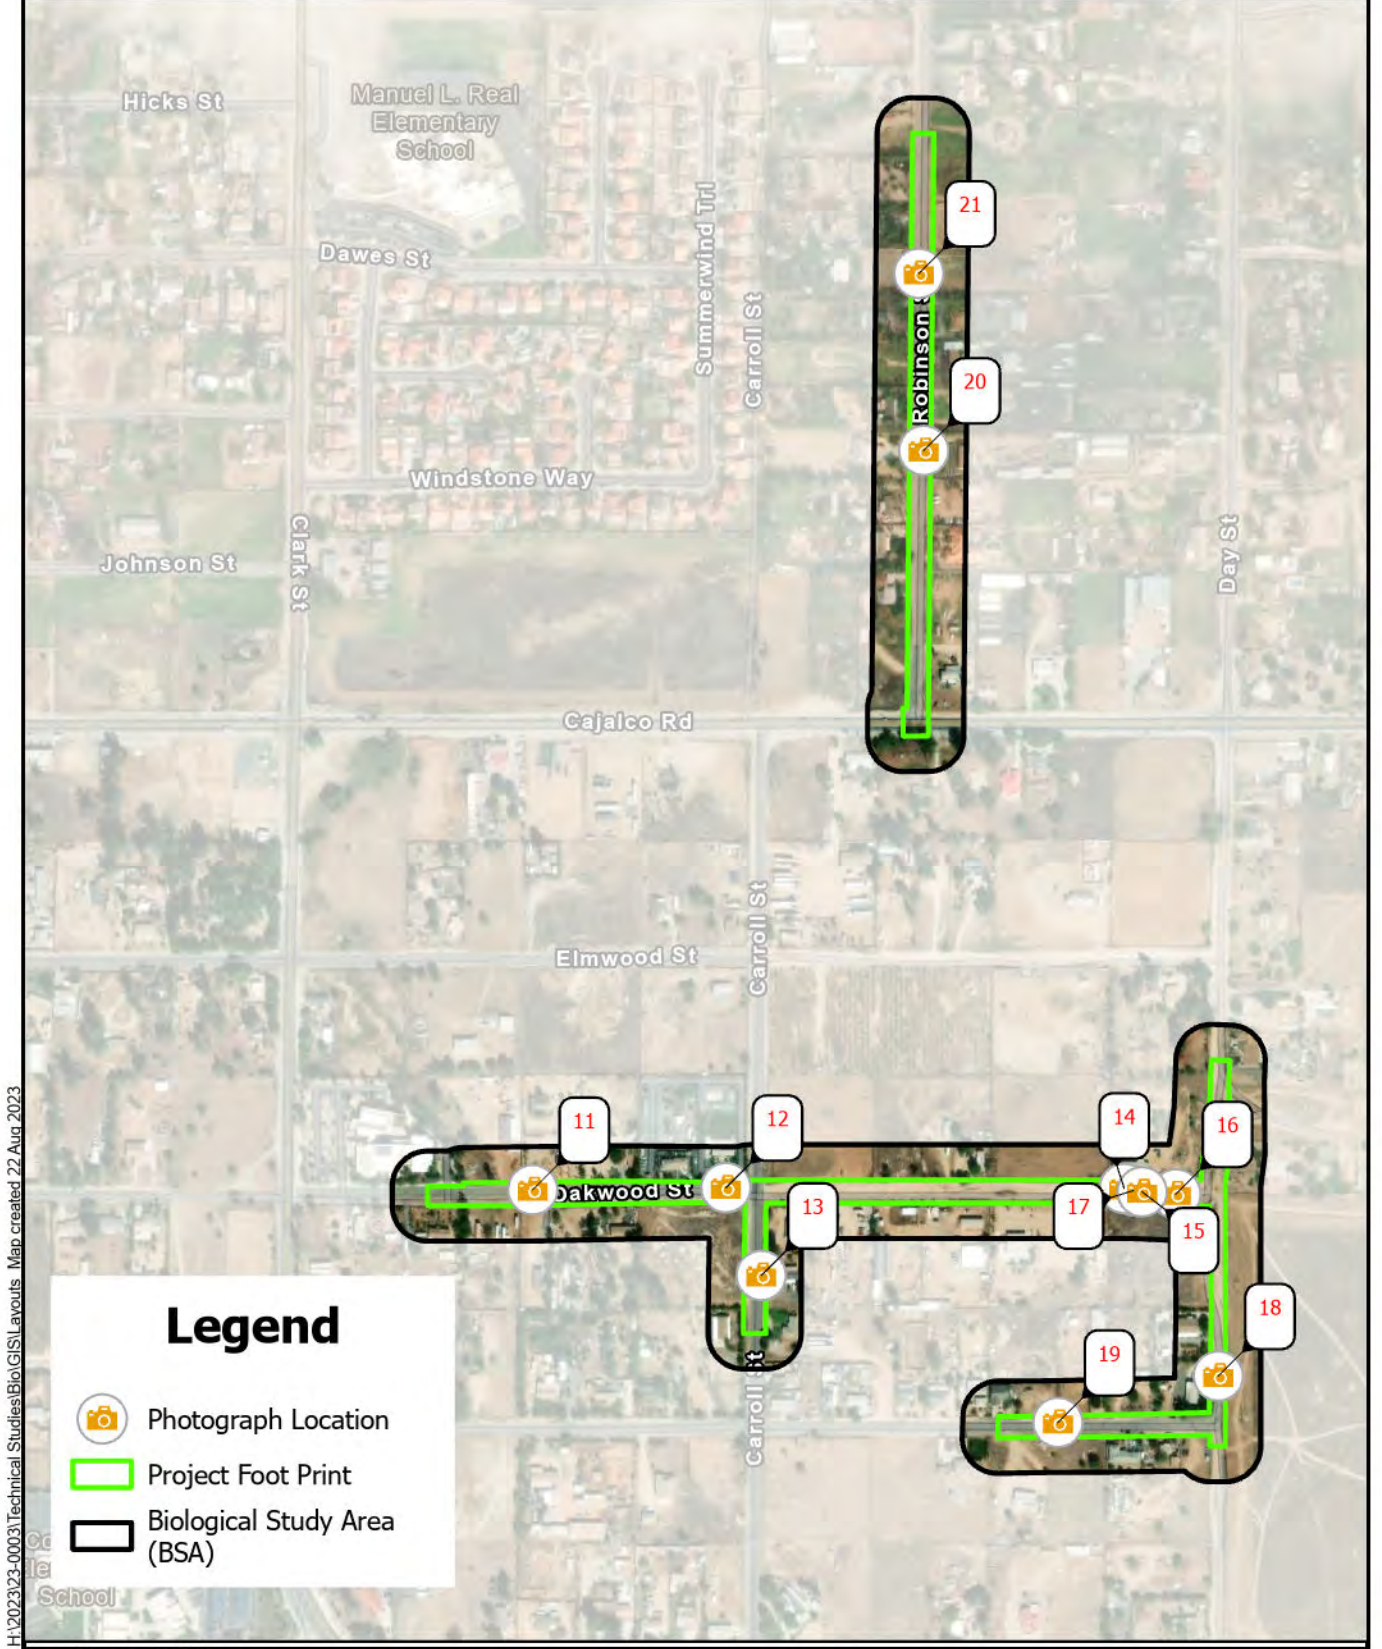 Hicks St
Manuel L. Real
Elementary
School
21
Dawes St
Summerwind Trl
Carroll St
Robinson S
20
Windstone Way
Clark St
Day St
Johnson St
Cajalco Rd
Carroll St
Elmwood St
11
12
14
16
Oakwood St
13
17
15
18
19
Carroll St
Legend
Photograph Location
Project Foot Print
Biological Study Area
(BSA)
Co
Ele
School
H:\2023\23-0003\Technical Studies\Bio\GIS\Layouts Map created 22 Aug 2023